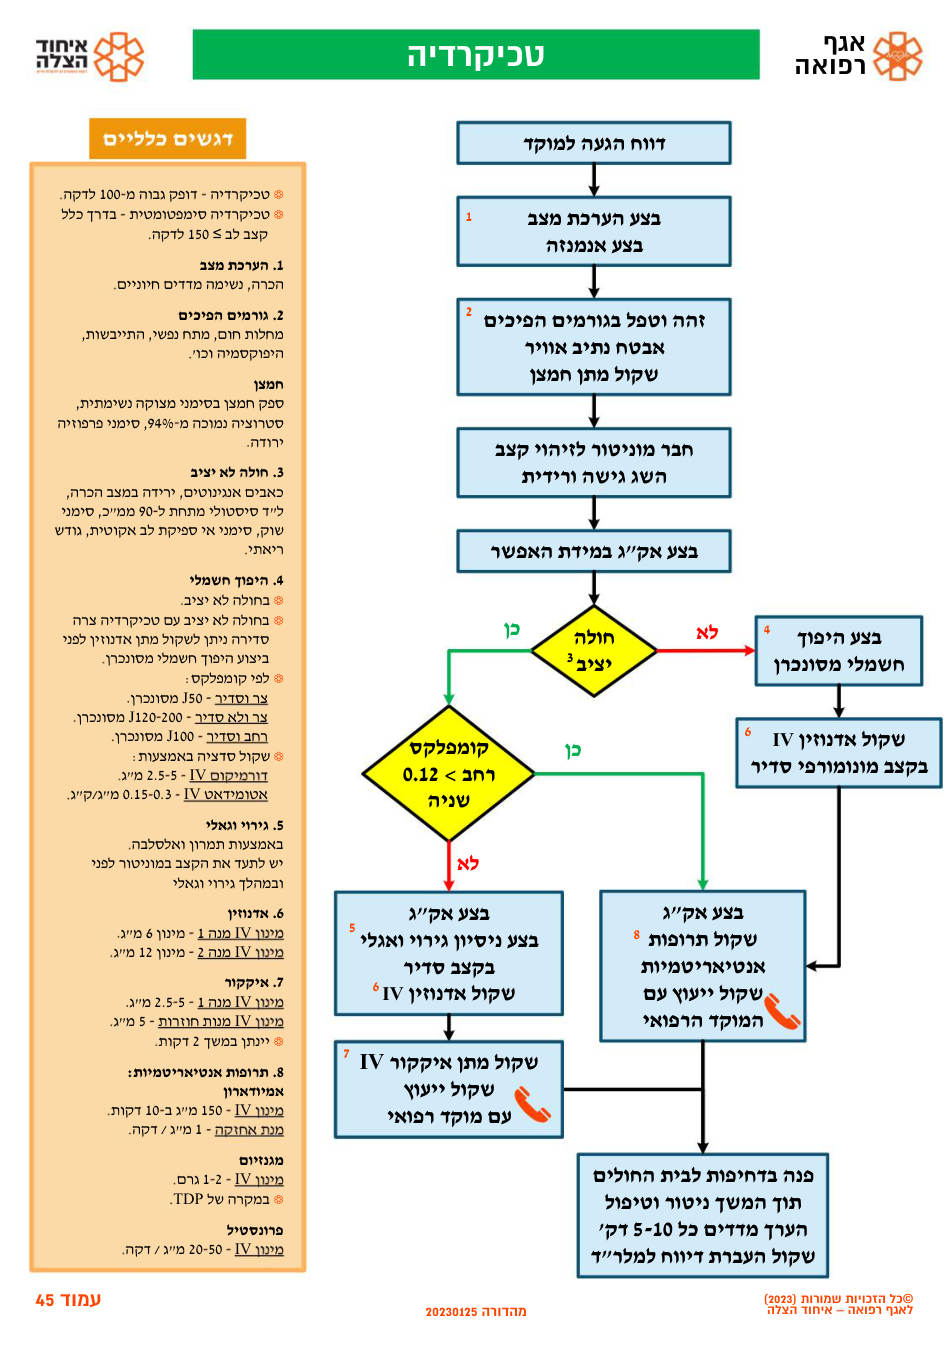 אגף
רפואה
טכיקרדיה
איחוד
הצלה
דווח הגעה למוקד
1
בצע הערכת מצב
בצע אנמנזה
2
זהה וטפל בגורמים הפיכים
אבטח נתיב אוויר
שקול מתן חמצן
חבר מוניטור לזיהוי קצב
השג גישה ורידית
בצע אק״ג במידת האפשר
חולה
יציב 3
לא
כן
4
בצע היפוך
חשמלי מסונכרן
6
שקול אדנוזין IV
בקצב מונומורפי סדיר
קומפלקס
רחב > 0.12
שניה
כן
לא
בצע אק״ג
8
שקול תרופות
אנטיאריטמיות
שקול ייעוץ עם
המוקד הרפואי
בצע אק״ג
5
בצע ניסיון גירוי ואגלי
בקצב סדיר
שקול אדנוזין IV 6
7
שקול מתן איקקור IV
שקול ייעוץ
עם מוקד רפואי
פנה בדחיפות לבית החולים
תוך המשך ניטור וטיפול
הערך מדדים כל 5-10 דק׳
שקול העברת דיווח למלר״ד
דגשים כלליים
טכיקרדיה - דופק גבוה מ-100 לדקה.
טכיקרדיה סימפטומטית - בדרך כלל
קצב לב ≥ 150 לדקה.
1. הערכת מצב
הכרה, נשימה מדדים חיוניים.
2. גורמים הפיכים
מחלות חום, מתח נפשי, התייבשות,
היפוקסמיה וכו׳.
חמצן
ספק חמצן בסימני מצוקה נשימתית,
סטרוציה נמוכה מ-94%, סימני פרפוזיה
ירודה.
3. חולה לא יציב
כאבים אנגינוטים, ירידה במצב הכרה,
ל״ד סיסטולי מתחת ל-90 ממ״כ, סימני
שוק, סימני אי ספיקת לב אקוטית, גודש
ריאתי.
4. היפוך חשמלי
בחולה לא יציב.
בחולה לא יציב עם טכיקרדיה צרה
סדירה ניתן לשקול מתן אדנוזין לפני
ביצוע היפוך חשמלי מסונכרן.
לפי קומפלקס:
צר וסדיר - J50 מסונכרן.
צר ולא סדיר - J120-200 מסונכרן.
רחב וסדיר - J100 מסונכרן.
שקול סדציה באמצעות:
דורמיקום IV - 2.5-5 מ״ג.
אטומידאט IV - 0.15-0.3 מ״ג/ק״ג.
5. גירוי וגאלי
באמצעות תמרון ואלסלבה.
יש לתעד את הקצב במוניטור לפני
ובמהלך גירוי וגאלי
6. אדנוזין
מינון IV מנה 1 - מינון 6 מ״ג.
מינון IV מנה 2 - מינון 12 מ״ג.
7. איקקור
מינון IV מנה 1 - 2.5-5 מ״ג.
מינון IV מנות חוזרות - 5 מ״ג.
יינתן במשך 2 דקות.
8. תרופות אנטיאריטמיות:
אמיודארון
מינון IV - 150 מ״ג ב-10 דקות.
מנת אחזקה - 1 מ״ג / דקה.
מגנזיום
מינון IV - 1-2 גרם.
במקרה של TDP.
פרונסטיל
מינון IV - 20-50 מ״ג / דקה.
©כל הזכויות שמורות (2023)
לאגף רפואה – איחוד הצלה
מהדורה 20230125
עמוד 45